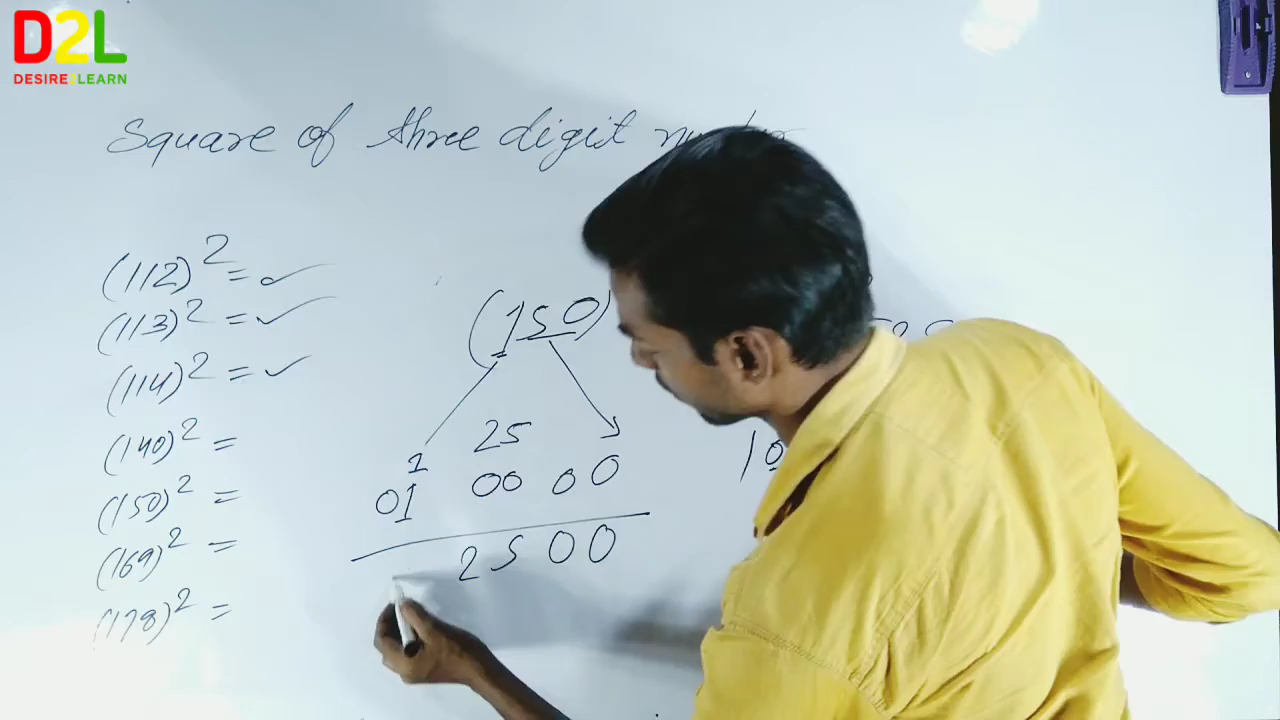 D2L
DESIRE2LEARN
Square of three digit
(112)² = ✓
(113)² = ✓
(114)² = ✓
(140)² =
(150)² =
(169)² =
(178)² =
(150)
25
1
01 00 00
2500
10